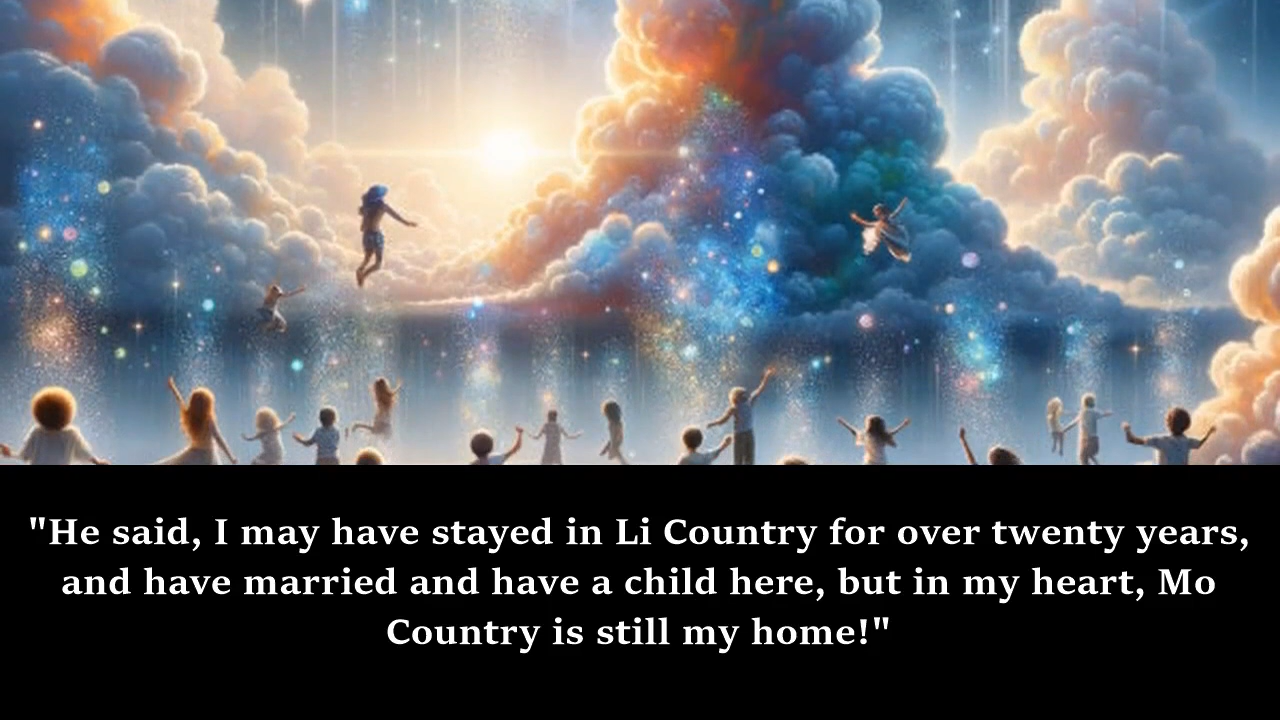 "He said, I may have stayed in Li Country for over twenty years,
and have married and have a child here, but in my heart, Mo
Country is still my home!"